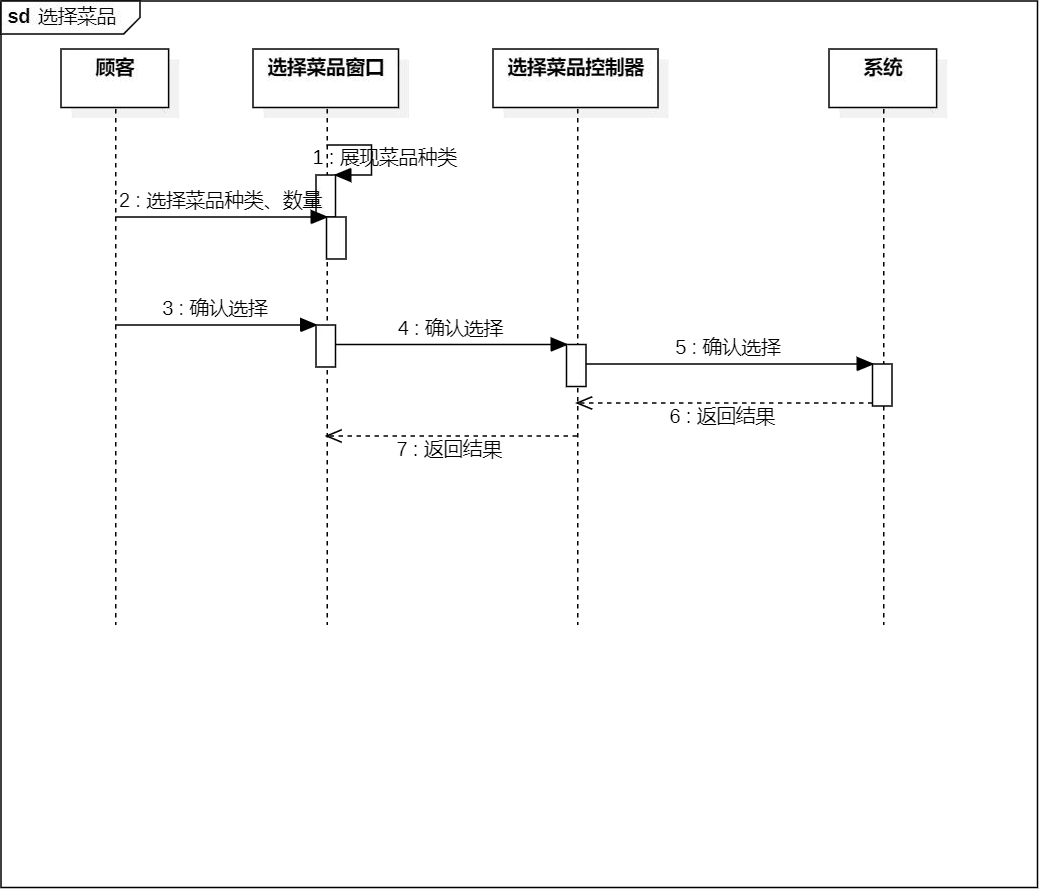 sd 选择菜品
顾客
选择菜品窗口
选择菜品控制器
系统
1 : 展现菜品种类
2 : 选择菜品种类、数量
3 : 确认选择
4 : 确认选择
5 : 确认选择
6 : 返回结果
7 : 返回结果